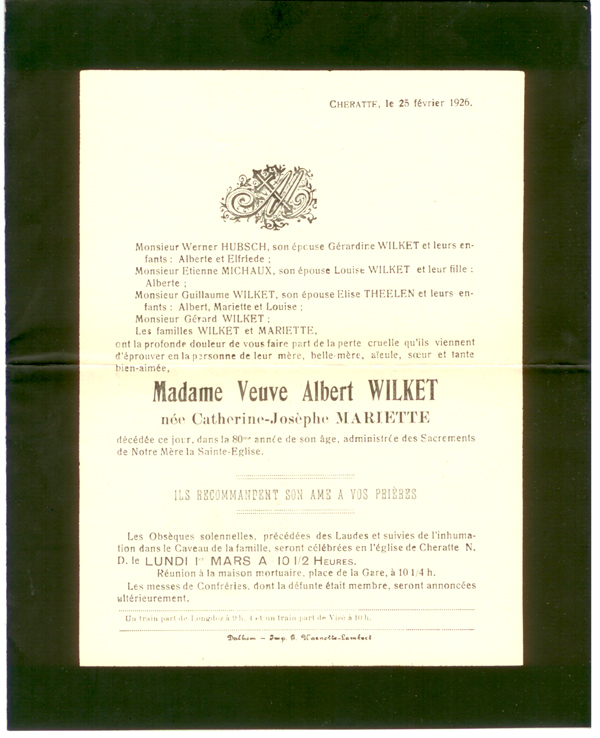 CHERATTE, le 25 février 1926.
Monsieur Werner HUBSCH, son épouse Gérardine WILKET et leurs en-
fants : Alberte et Elfriede ;
Monsieur Etienne MICHAUX, son épouse Louise WILKET et leur fille :
Alberte ;
Monsieur Guillaume WILKET, son épouse Elise THEELEN et leurs en-
fants : Albert, Mariette et Louise ;
Monsieur Gérard WILKET ;
Les familles WILKET et MARIETTE,
ont la profonde douleur de vous faire part de la perte cruelle qu'ils viennent
d'éprouver en la personne de leur mère, belle-mère, aïeule, sœur et tante
bien-aimée,
Madame Veuve Albert WILKET
née Catherine-Josèphe MARIETTE
décédée ce jour, dans la 80me année de son âge, administrée des Sacrements
de Notre Mère la Sainte-Eglise.
ILS RECOMMANDENT SON AME A VOS PRIÈRES
Les Obsèques solennelles, précédées des Laudes et suivies de l'inhuma-
tion dans le Caveau de la famille, seront célébrées en l'église de Cheratte N.
D. le LUNDI 1er MARS A 10 1/2 HEURES.
Réunion à la maison mortuaire, place de la Gare, à 10 1/4 h.
Les messes de Confréries, dont la défunte était membre, seront annoncées
ultérieurement.
Un train part de Longdoz à 9 h. et un train part de Visé à 10 h.
Dalhem — Imp.